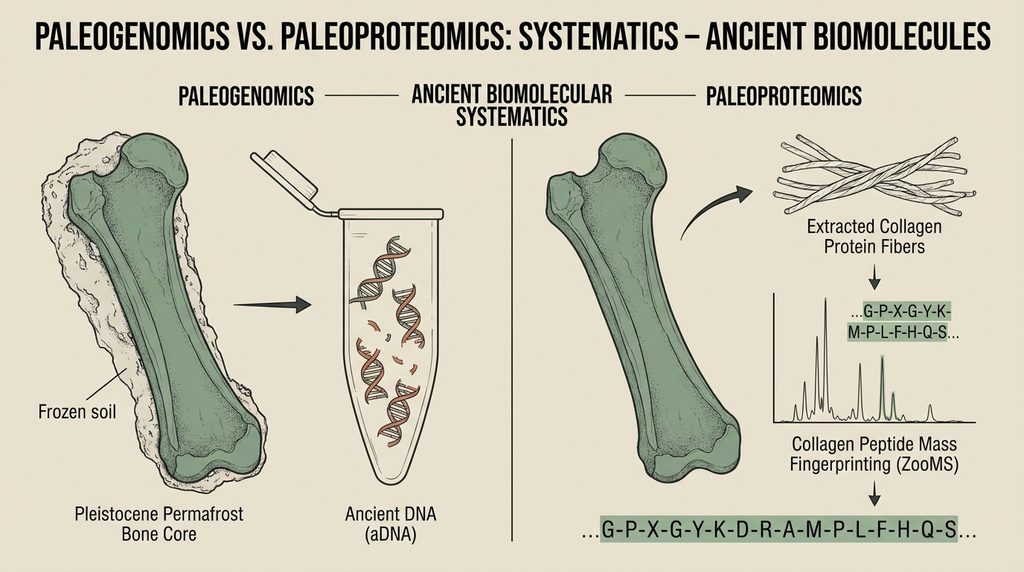 PALEOGENOMICS VS. PALEOPROTEOMICS: SYSTEMATICS – ANCIENT BIOMOLECULES
PALEOGENOMICS
ANCIENT BIOMOLECULAR
SYSTEMATICS
PALEOPROTEOMICS
Frozen soil
Pleistocene Permafrost
Bone Core
Ancient DNA
(aDNA)
Extracted Collagen
Protein Fibers
...G-P-X-G-Y-K-
M-P-L-F-H-Q-S...
Collagen Peptide Mass
Fingerprinting (ZooMS)
...G-P-X-G-Y-K-D-R-A-M-P-L-F-H-Q-S...